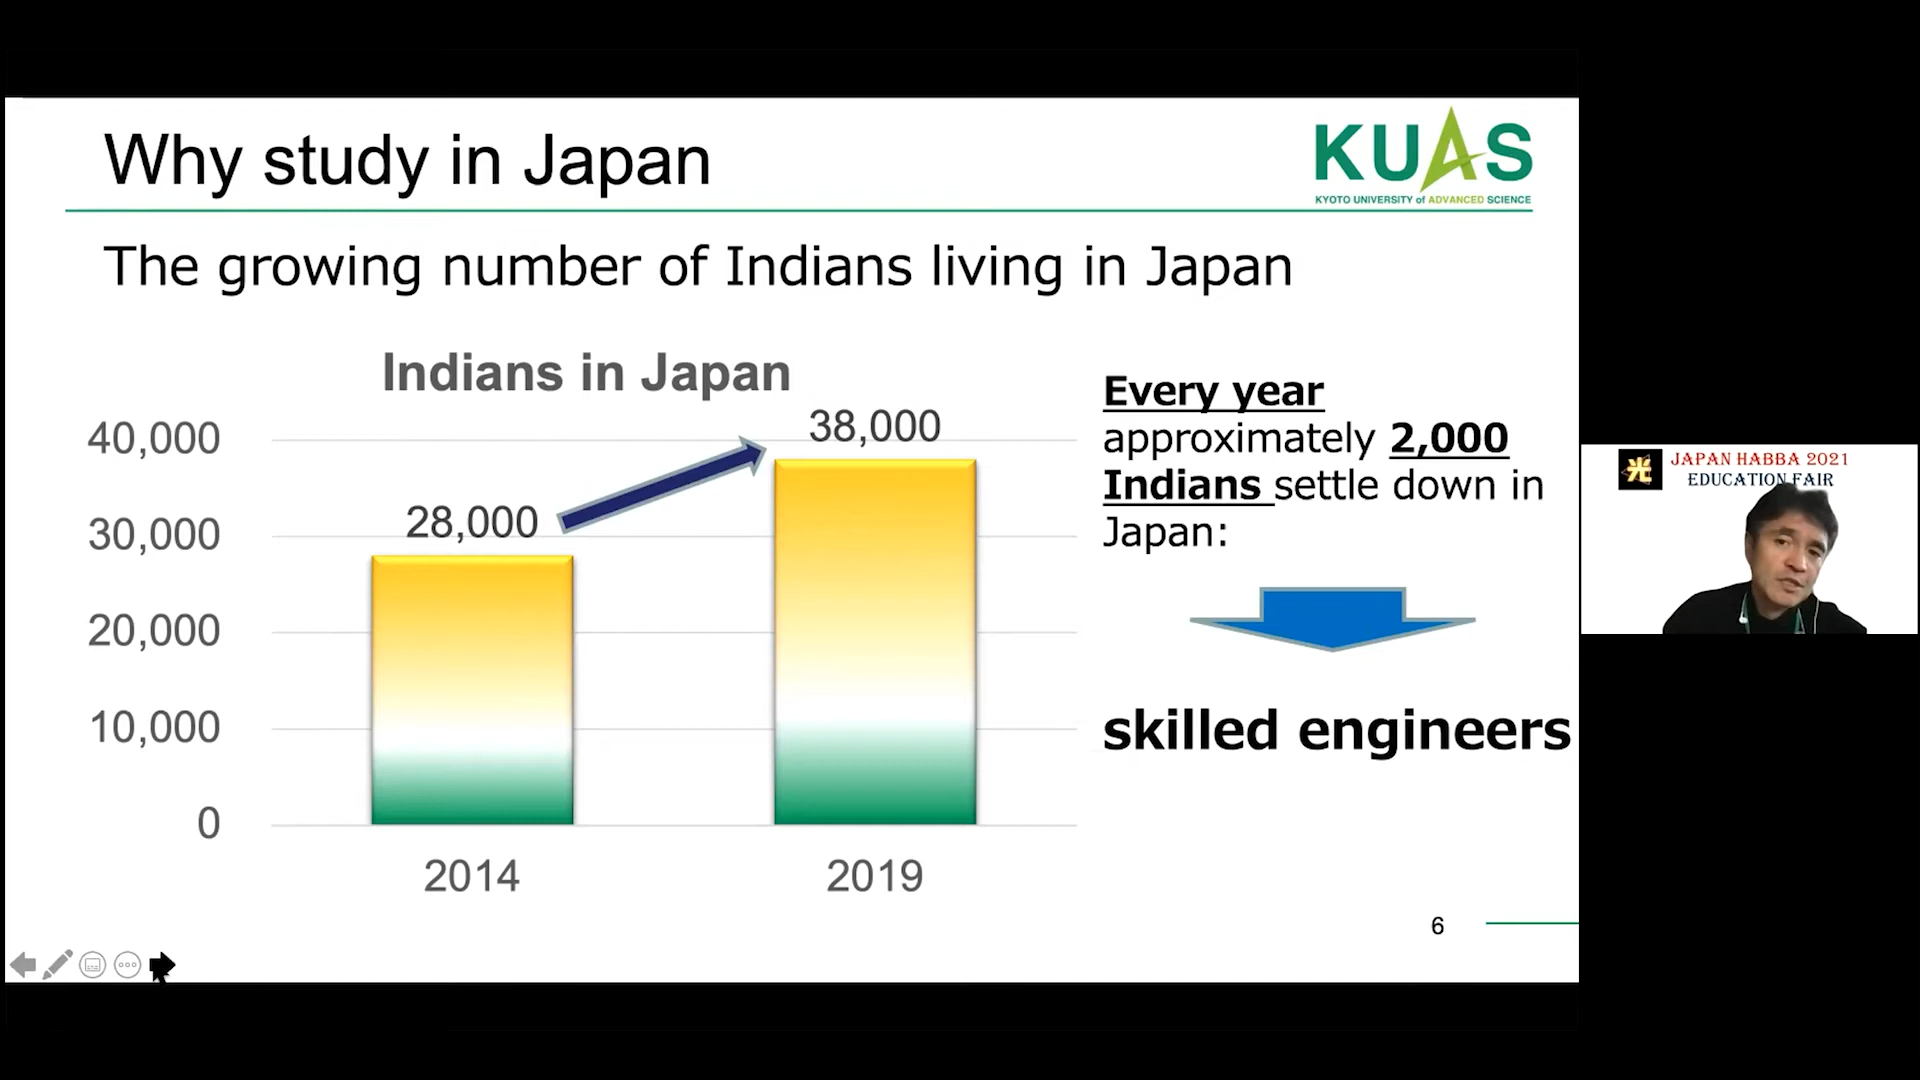 Why study in Japan
KUAS
KYOTO UNIVERSITY of ADVANCED SCIENCE
The growing number of Indians living in Japan
Indians in Japan
40,000
30,000
20,000
10,000
0
28,000
38,000
2014
2019
Every year
approximately 2,000
Indians settle down in
Japan:
skilled engineers
6
光
JAPAN HABBA 2021
EDUCATION FAIR